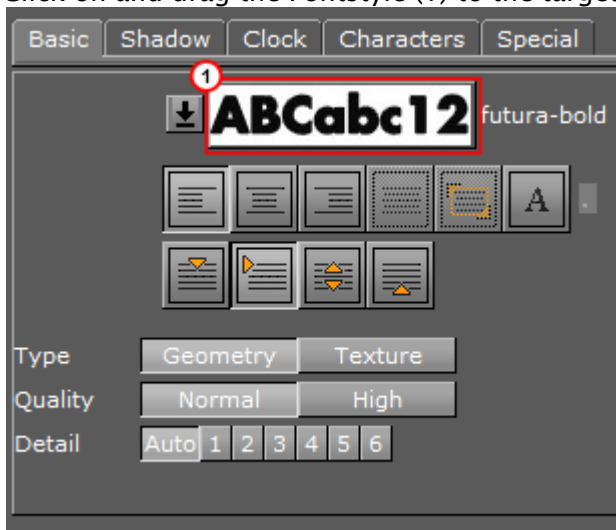 Click on and drag the Fontstyle (1) to the target
Basic Shadow Clock Characters Special
1
ABCabc12 futura-bold
A .
Type Geometry Texture
Quality Normal High
Detail Auto 1 2 3 4 5 6